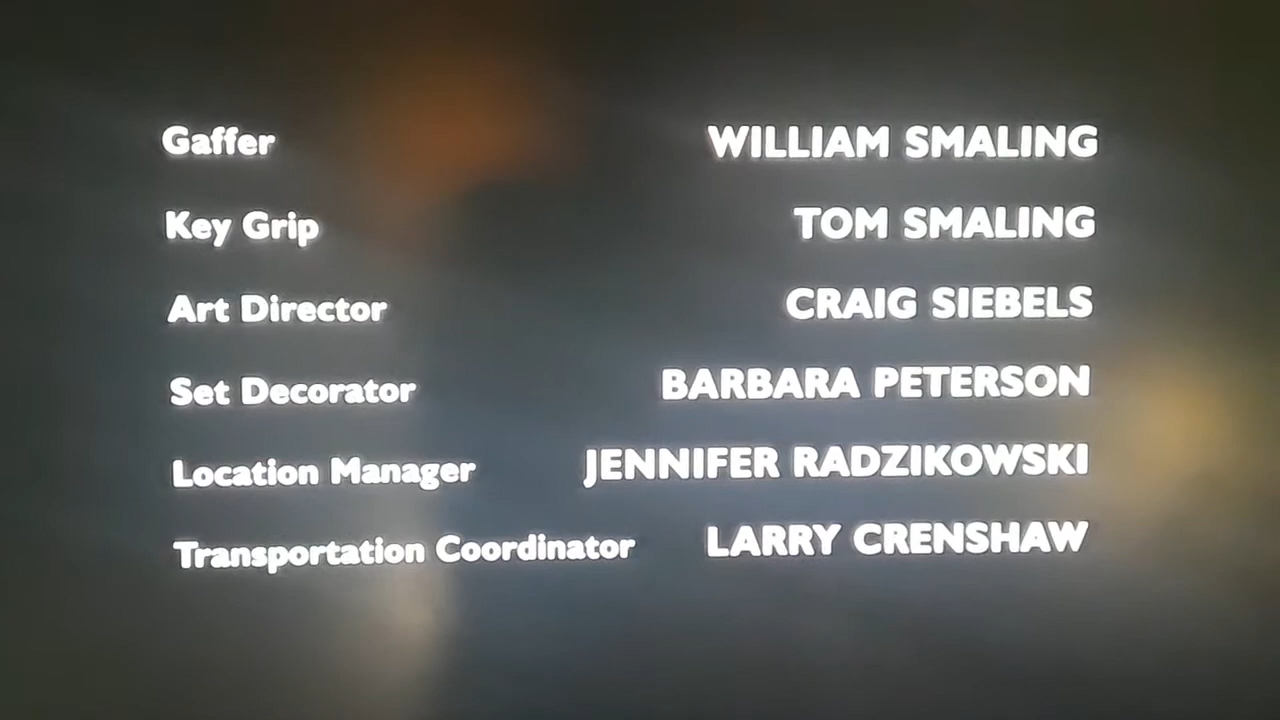 Gaffer WILLIAM SMALING
Key Grip TOM SMALING
Art Director CRAIG SIEBELS
Set Decorator BARBARA PETERSON
Location Manager JENNIFER RADZIKOWSKI
Transportation Coordinator LARRY CRENSHAW